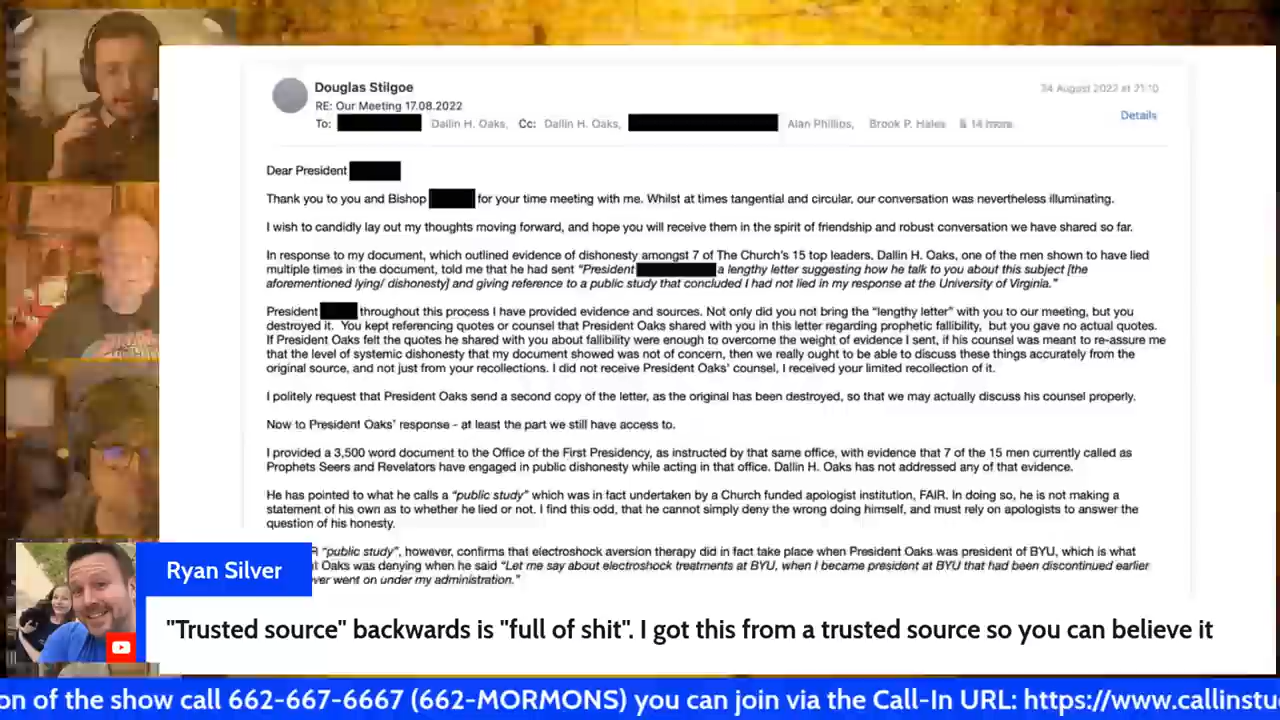 Douglas Stilgoe
24 August 2022 at 21:10
RE: Our Meeting 17.08.2022
Details
To: Dallin H. Oaks, Cc: Dallin H. Oaks, Alan Phillips, Brook P. Hales & 14 more
Dear President
Thank you to you and Bishop for your time meeting with me. Whilst at times tangential and circular, our conversation was nevertheless illuminating.
I wish to candidly lay out my thoughts moving forward, and hope you will receive them in the spirit of friendship and robust conversation we have shared so far.
In response to my document, which outlined evidence of dishonesty amongst 7 of The Church's 15 top leaders. Dallin H. Oaks, one of the men shown to have lied
multiple times in the document, told me that he had sent "President a lengthy letter suggesting how he talk to you about this subject [the
aforementioned lying/ dishonesty] and giving reference to a public study that concluded I had not lied in my response at the University of Virginia."
President throughout this process I have provided evidence and sources. Not only did you not bring the "lengthy letter" with you to our meeting, but you
destroyed it. You kept referencing quotes or counsel that President Oaks shared with you in this letter regarding prophetic fallibility, but you gave no actual quotes.
If President Oaks felt the quotes he shared with you about fallibility were enough to overcome the weight of evidence I sent, if his counsel was meant to re-assure me
that the level of systemic dishonesty that my document showed was not of concern, then we really ought to be able to discuss these things accurately from the
original source, and not just from your recollections. I did not receive President Oaks' counsel, I received your limited recollection of it.
I politely request that President Oaks send a second copy of the letter, as the original has been destroyed, so that we may actually discuss his counsel properly.
Now to President Oaks' response - at least the part we still have access to.
I provided a 3,500 word document to the Office of the First Presidency, as instructed by that same office, with evidence that 7 of the 15 men currently called as
Prophets Seers and Revelators have engaged in public dishonesty while acting in that office. Dallin H. Oaks has not addressed any of that evidence.
He has pointed to what he calls a "public study" which was in fact undertaken by a Church funded apologist institution, FAIR. In doing so, he is not making a
statement of his own as to whether he lied or not. I find this odd, that he cannot simply deny the wrong doing himself, and must rely on apologists to answer the
question of his honesty.
R "public study", however, confirms that electroshock aversion therapy did in fact take place when President Oaks was president of BYU, which is what
t Oaks was denying when he said "Let me say about electroshock treatments at BYU, when I became president at BYU that had been discontinued earlier
ver went on under my administration."
Ryan Silver
"Trusted source" backwards is "full of shit". I got this from a trusted source so you can believe it
on of the show call 662-667-6667 (662-MORMONS) you can join via the Call-In URL: https://www.callinstu